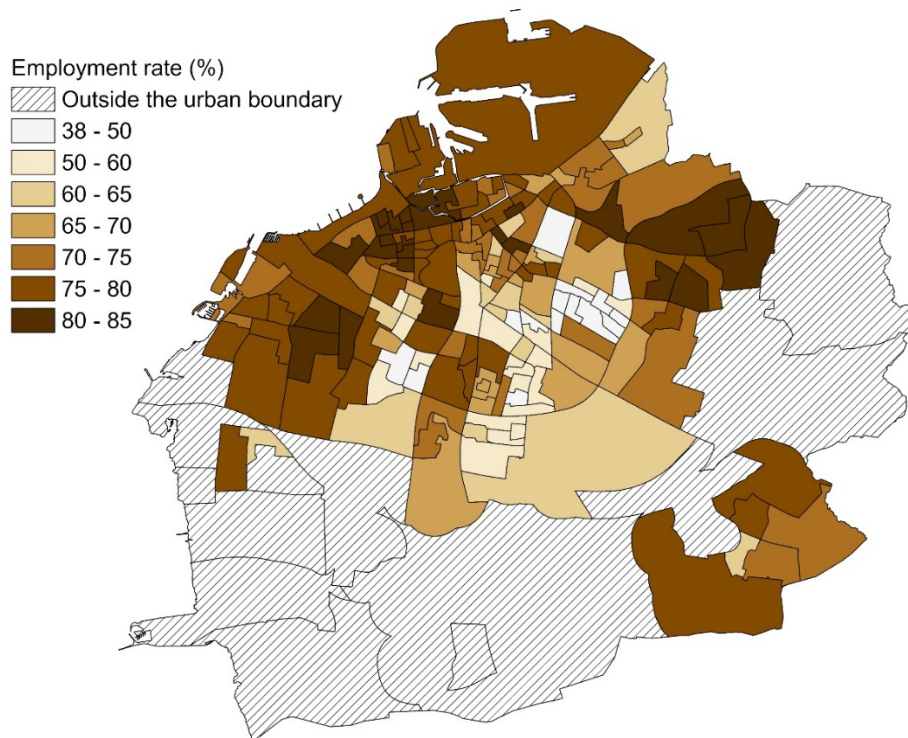 Employment rate (%)
Outside the urban boundary
38 - 50
50 - 60
60 - 65
65 - 70
70 - 75
75 - 80
80 - 85